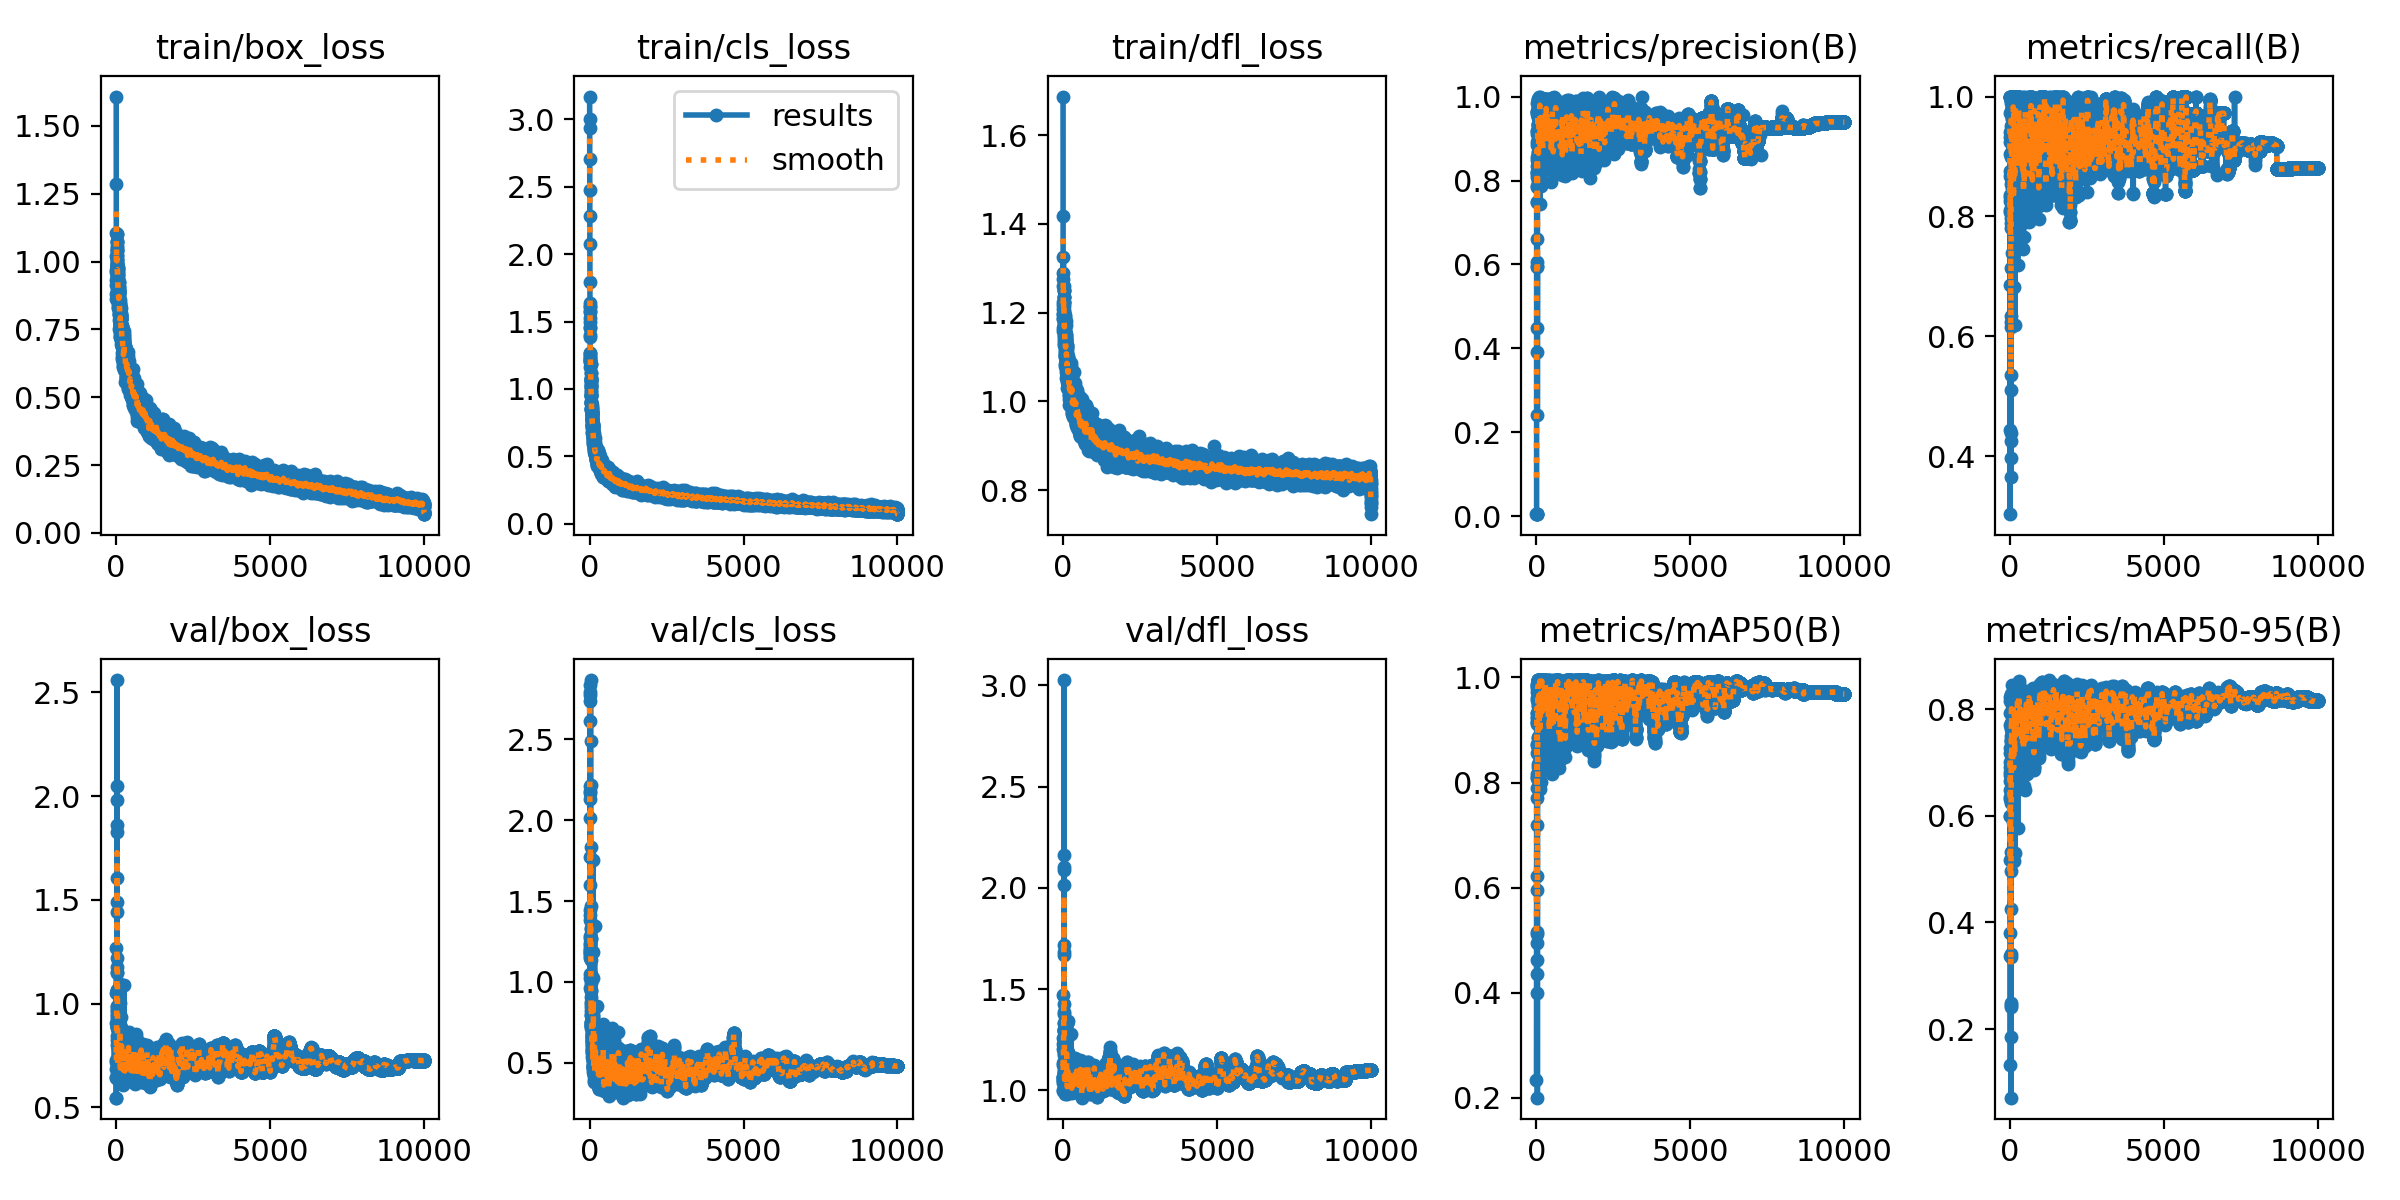 train/box_loss
1.50
1.25
1.00
0.75
0.50
0.25
0.00
0 5000 10000
train/cls_loss
results
smooth
3.0
2.5
2.0
1.5
1.0
0.5
0.0
0 5000 10000
train/dfl_loss
1.6
1.4
1.2
1.0
0.8
0 5000 10000
metrics/precision(B)
1.0
0.8
0.6
0.4
0.2
0.0
0 5000 10000
metrics/recall(B)
1.0
0.8
0.6
0.4
0 5000 10000
val/box_loss
2.5
2.0
1.5
1.0
0.5
0 5000 10000
val/cls_loss
2.5
2.0
1.5
1.0
0.5
0 5000 10000
val/dfl_loss
3.0
2.5
2.0
1.5
1.0
0 5000 10000
metrics/mAP50(B)
1.0
0.8
0.6
0.4
0.2
0 5000 10000
metrics/mAP50-95(B)
0.8
0.6
0.4
0.2
0 5000 10000